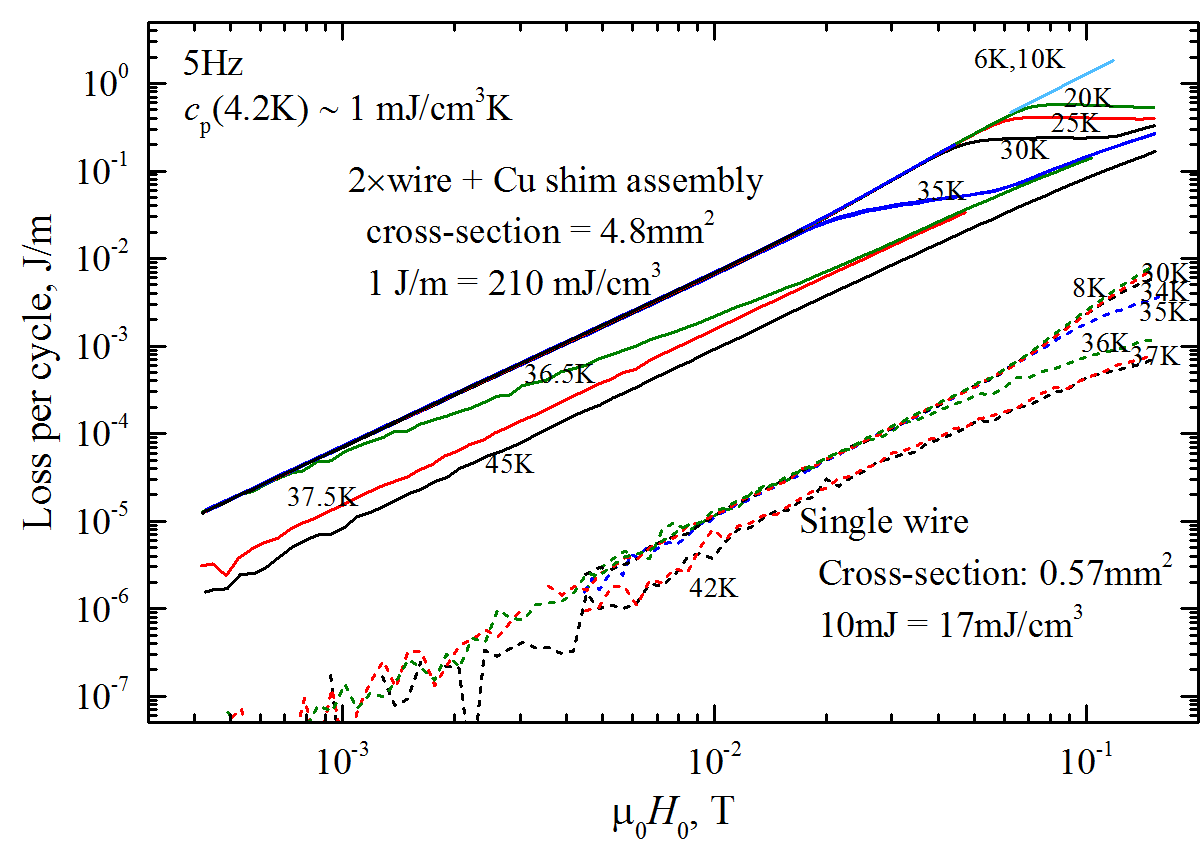 5Hz
cₚ(4.2K) ~ 1 mJ/cm³K
2×wire + Cu shim assembly
cross-section = 4.8mm²
1 J/m = 210 mJ/cm³
6K,10K
20K
25K
30K
35K
36.5K
37.5K
45K
8K
30K
34K
35K
36K
37K
42K
Single wire
Cross-section: 0.57mm²
10mJ = 17mJ/cm³
Loss per cycle, J/m
10⁰
10⁻¹
10⁻²
10⁻³
10⁻⁴
10⁻⁵
10⁻⁶
10⁻⁷
10⁻³
10⁻²
10⁻¹
μ₀H₀, T